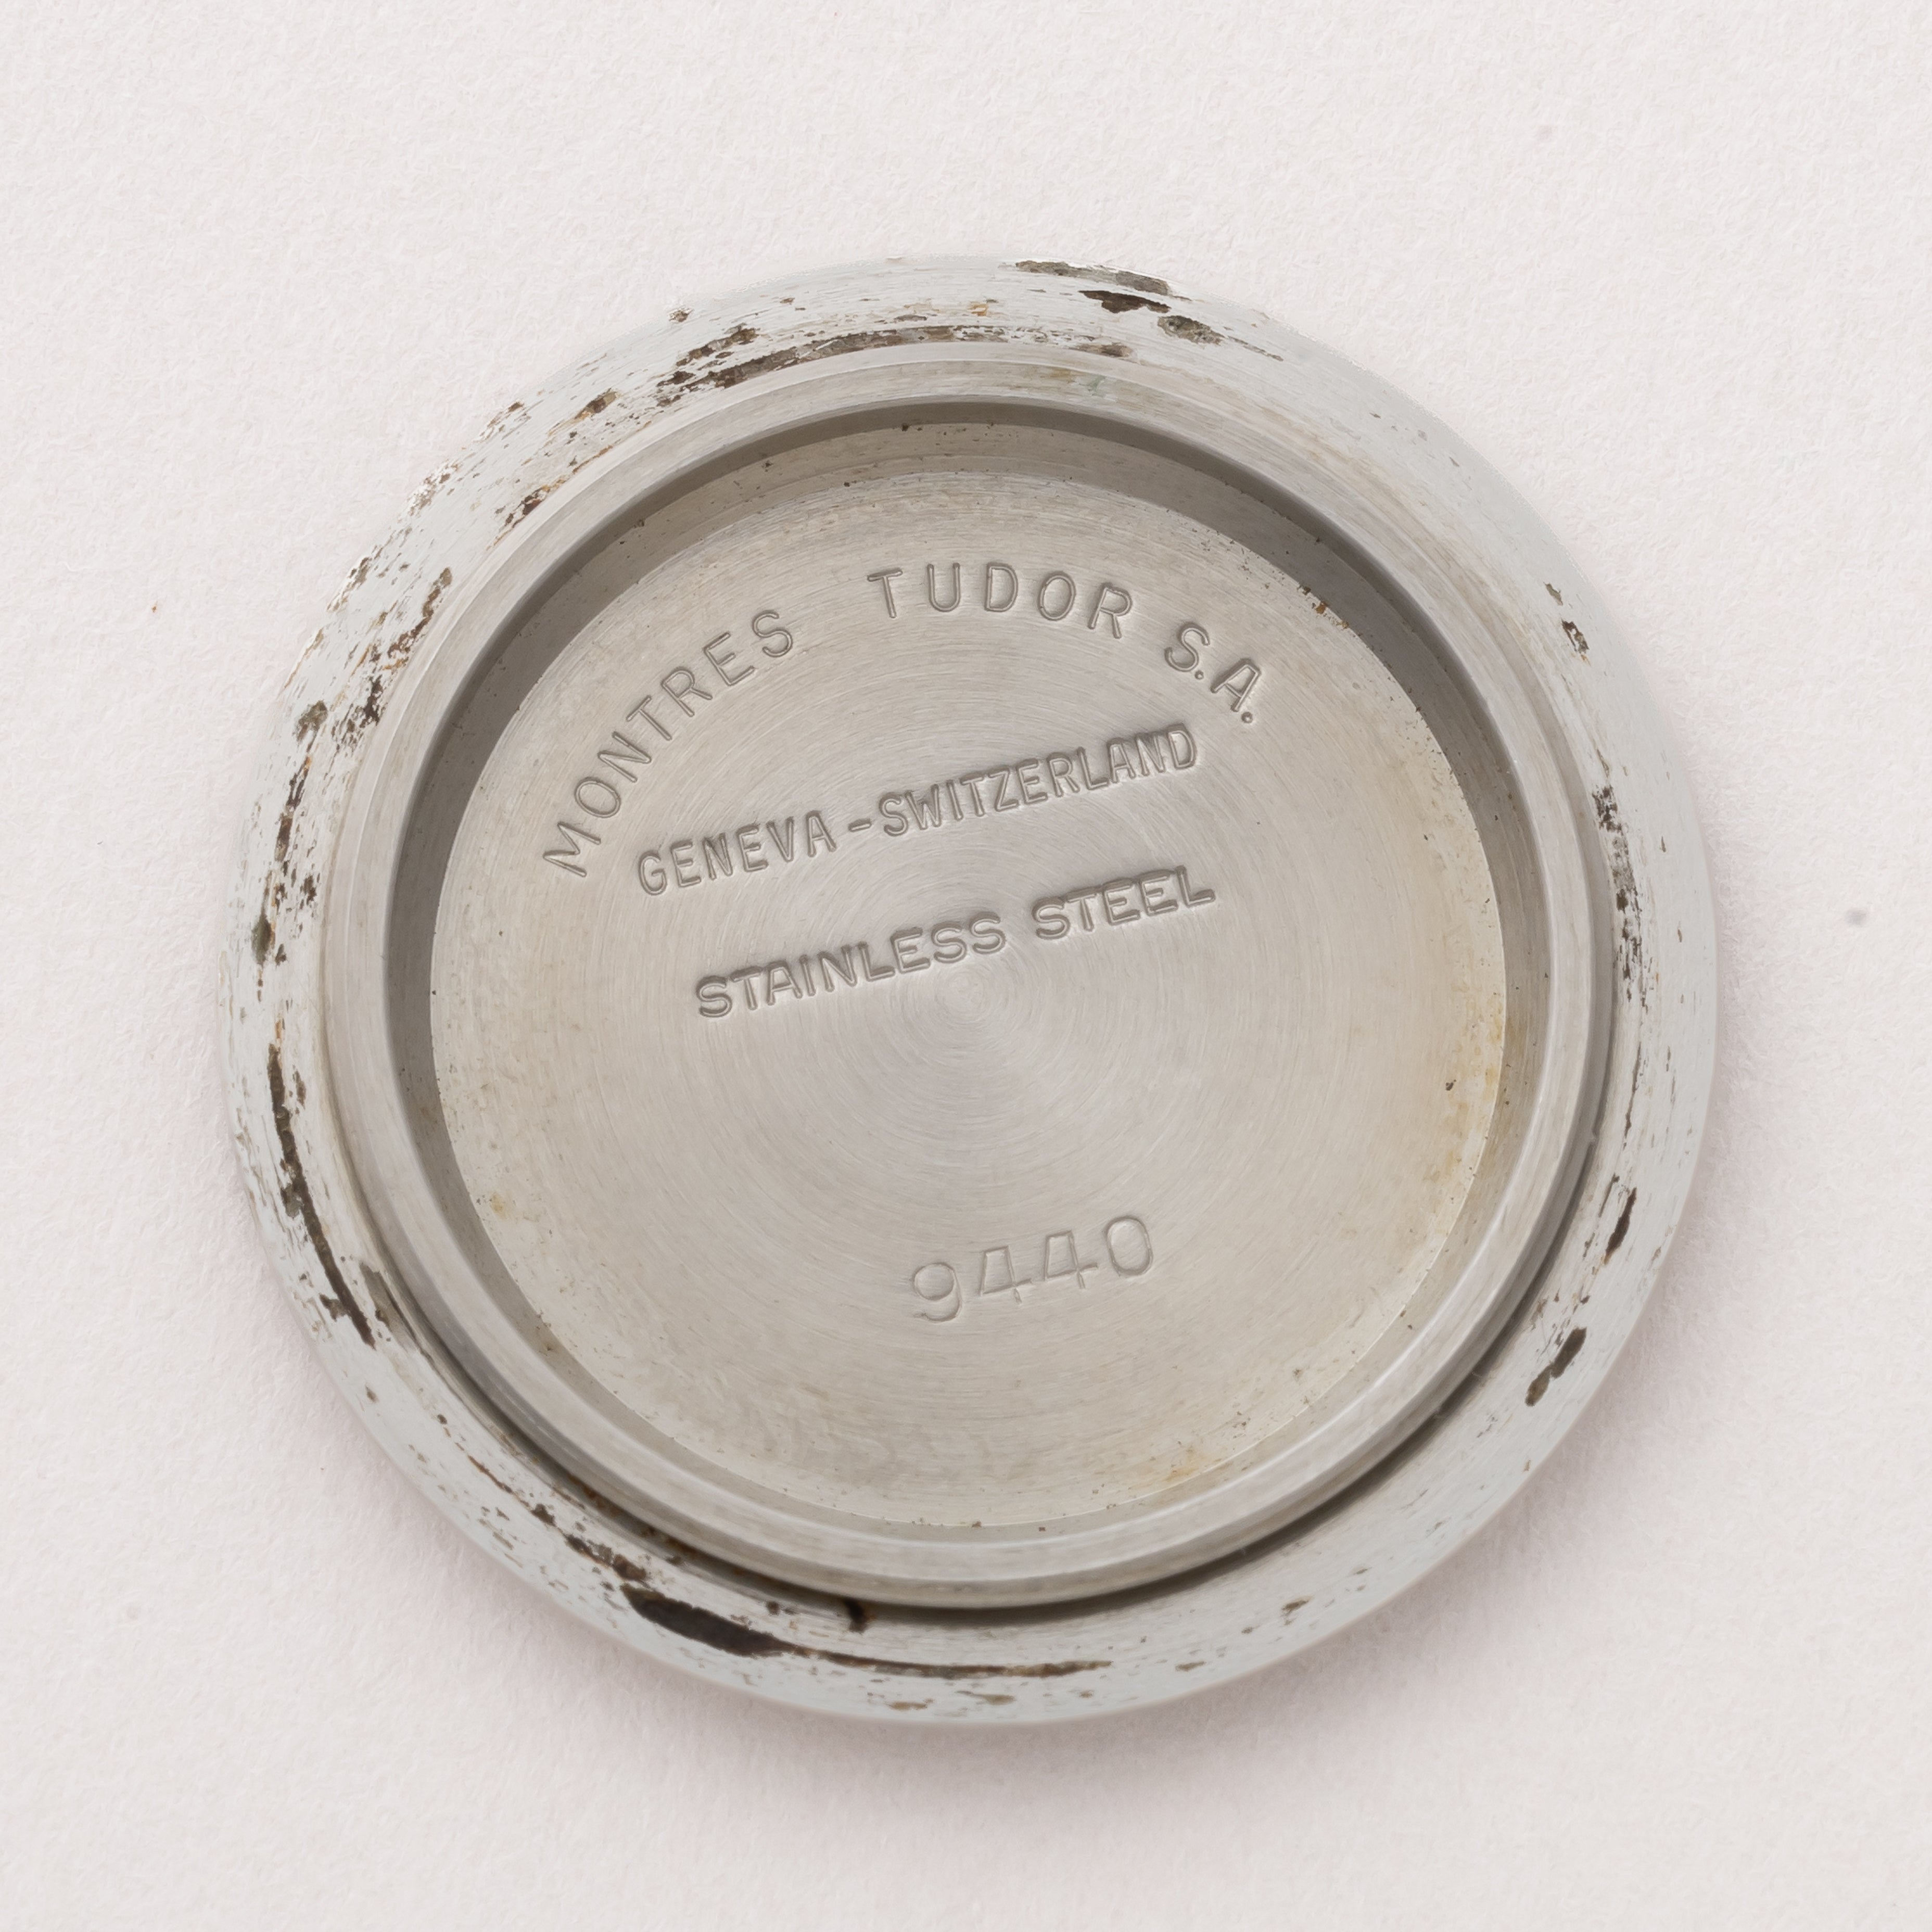 MONTRES TUDOR S.A.
GENEVA-SWITZERLAND
STAINLESS STEEL
9440